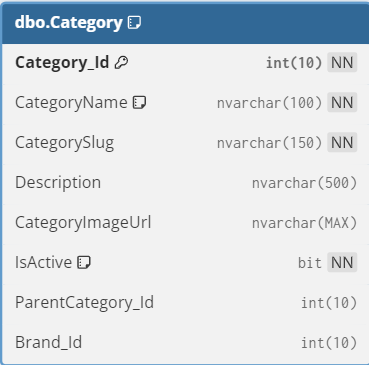 dbo.Category
Category_Id int(10) NN
CategoryName nvarchar(100) NN
CategorySlug nvarchar(150) NN
Description nvarchar(500)
CategoryImageUrl nvarchar(MAX)
IsActive bit NN
ParentCategory_Id int(10)
Brand_Id int(10)